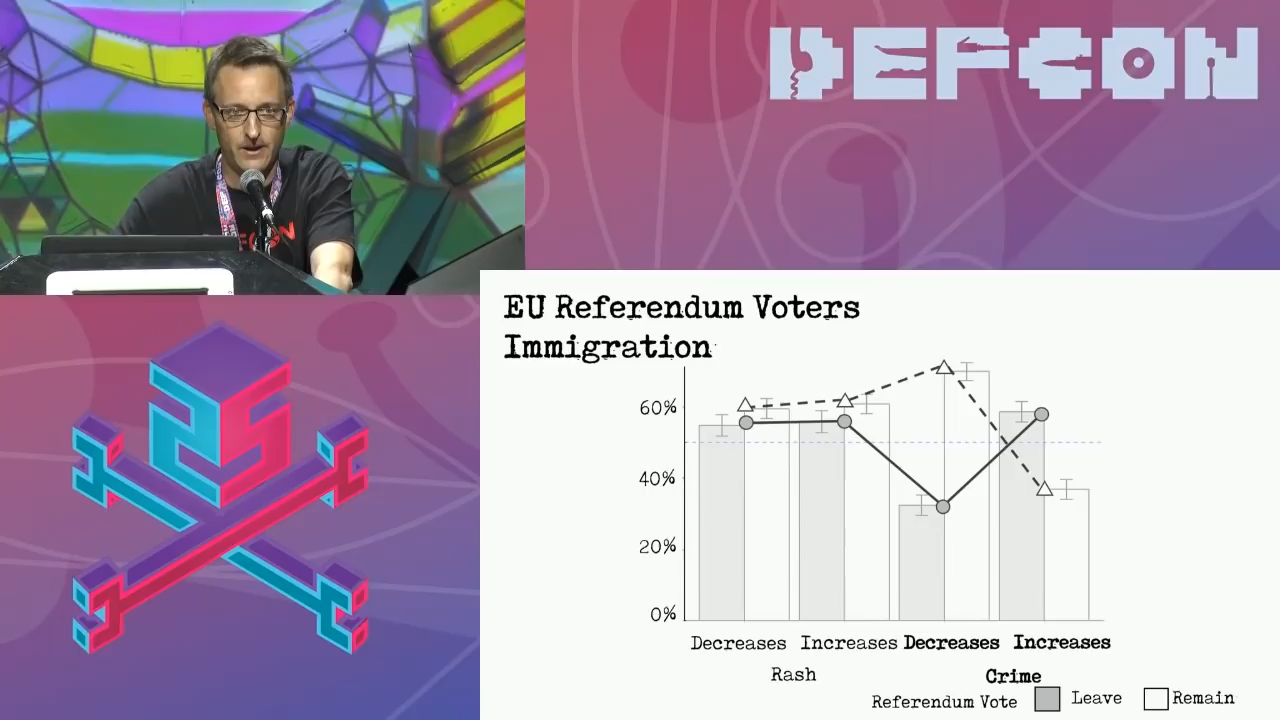 DEFCON
EU Referendum Voters
Immigration
60%
40%
20%
0%
Decreases Increases Decreases Increases
Rash Crime
Referendum Vote Leave Remain